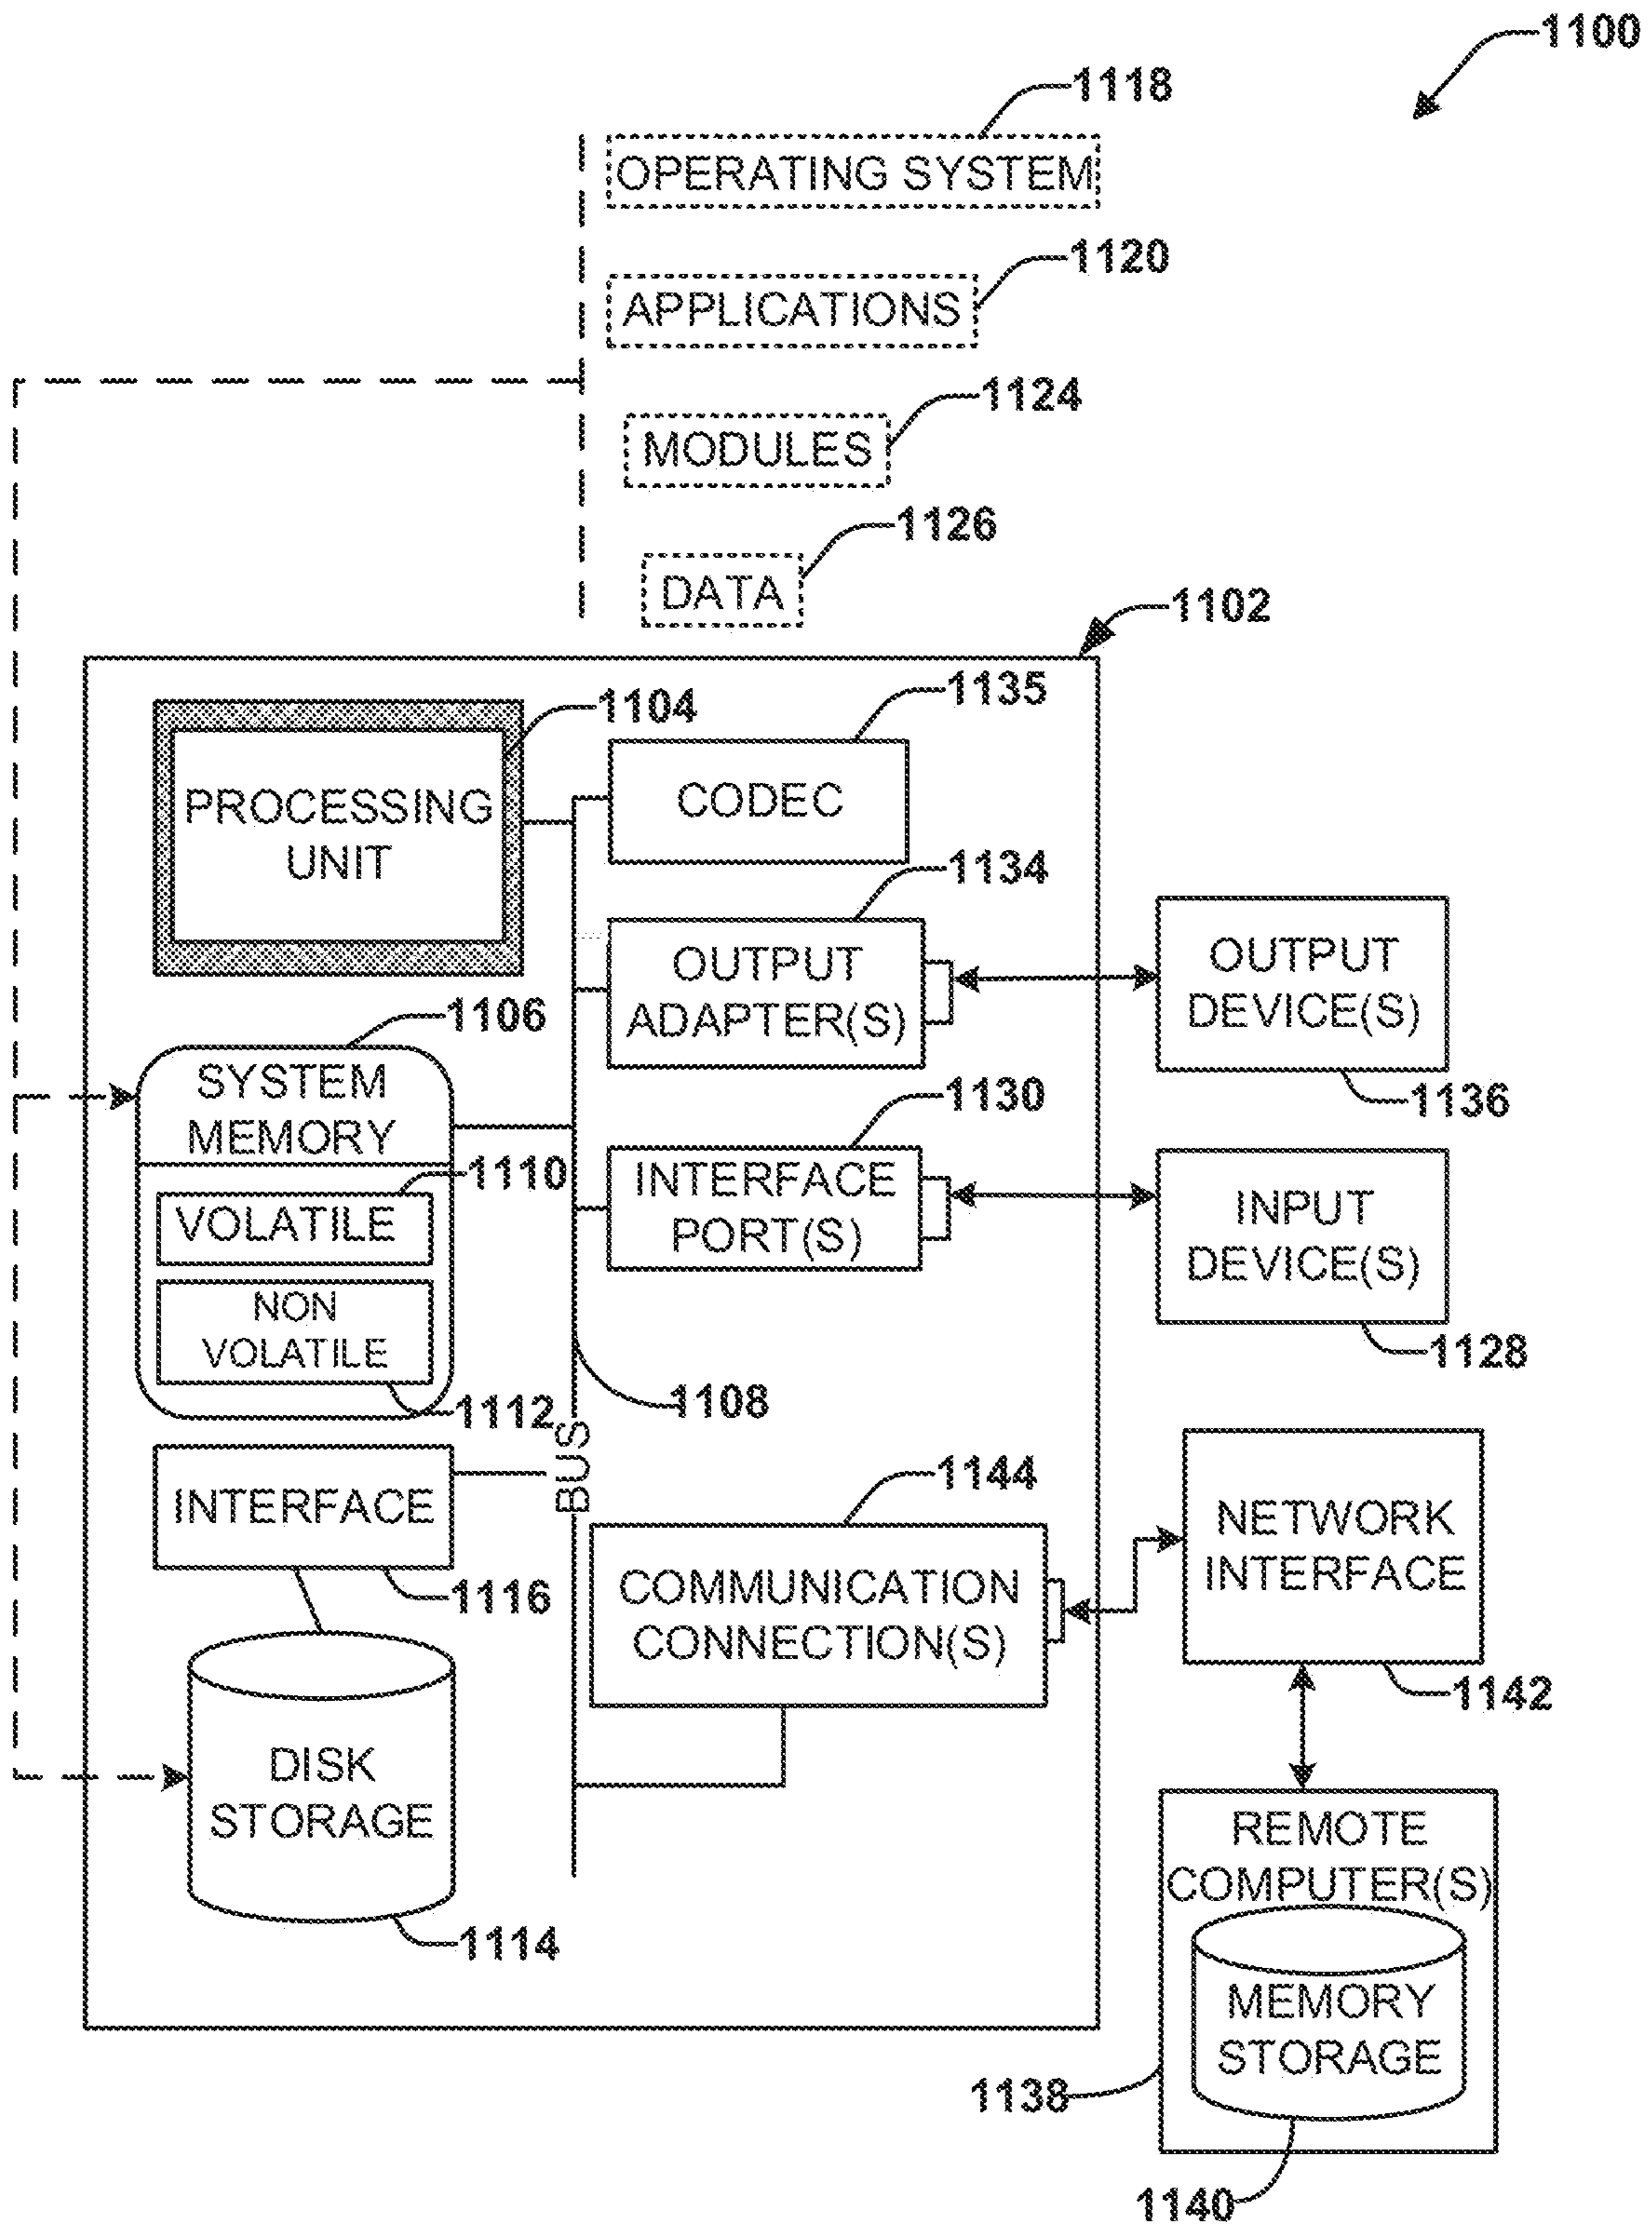 1100
1118
OPERATING SYSTEM
1120
APPLICATIONS
1124
MODULES
1126
DATA
1102
1135
1104
CODEC
PROCESSING
UNIT
1134
OUTPUT
ADAPTER(S)
OUTPUT
DEVICE(S)
1136
1106
SYSTEM
MEMORY
1130
1110
INTERFACE
PORT(S)
INPUT
DEVICE(S)
1128
VOLATILE
NON
VOLATILE
1112
1108
BUS
1144
INTERFACE
1116
COMMUNICATION
CONNECTION(S)
NETWORK
INTERFACE
1142
DISK
STORAGE
1114
REMOTE
COMPUTER(S)
MEMORY
STORAGE
1138
1140